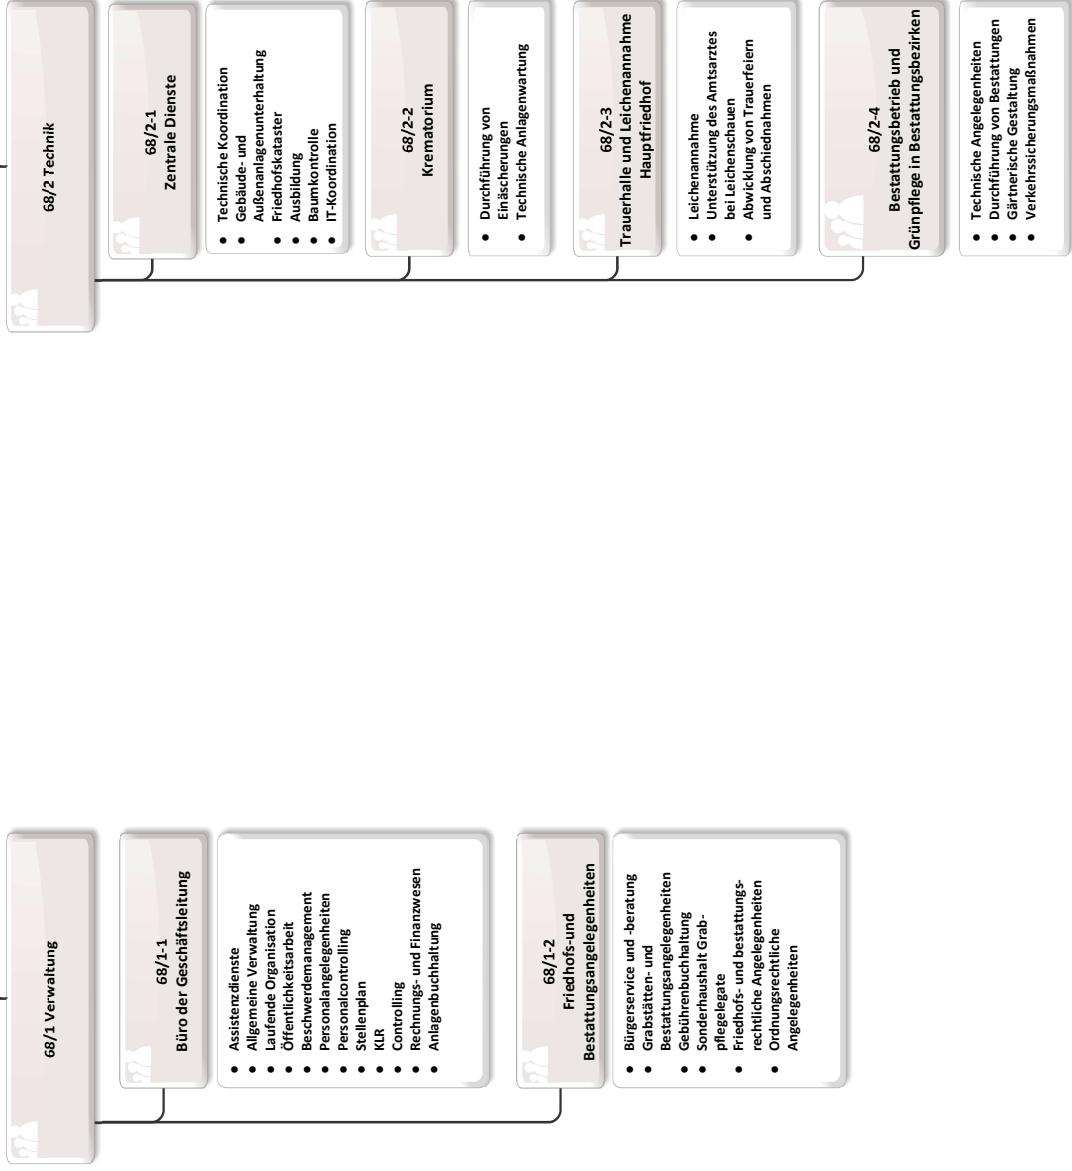 68/1 Verwaltung
68/1-1
Büro der Geschäftsleitung
• Assistenzdienste
• Allgemeine Verwaltung
• Laufende Organisation
• Öffentlichkeitsarbeit
• Beschwerdemanagement
• Personalangelegenheiten
• Personalcontrolling
• Stellenplan
• KLR
• Controlling
• Rechnungs- und Finanzwesen
• Anlagenbuchhaltung
68/1-2
Friedhofs-und
Bestattungsangelegenheiten
• Bürgerservice und -beratung
• Grabstätten- und
Bestattungsangelegenheiten
• Gebührenbuchhaltung
• Sonderhaushalt Grab-
pflegelegate
• Friedhofs- und bestattungs-
rechtliche Angelegenheiten
• Ordnungsrechtliche
Angelegenheiten
68/2 Technik
68/2-1
Zentrale Dienste
• Technische Koordination
• Gebäude- und
Außenanlagenunterhaltung
• Friedhofskataster
• Ausbildung
• Baumkontrolle
• IT-Koordination
68/2-2
Krematorium
• Durchführung von
Einäscherungen
• Technische Anlagenwartung
68/2-3
Trauerhalle und Leichenannahme
Hauptfriedhof
• Leichenannahme
• Unterstützung des Amtsarztes
bei Leichenschauen
• Abwicklung von Trauerfeiern
und Abschiednahmen
68/2-4
Bestattungsbetrieb und
Grünpflege in Bestattungsbezirken
• Technische Angelegenheiten
• Durchführung von Bestattungen
• Gärtnerische Gestaltung
• Verkehrssicherungsmaßnahmen